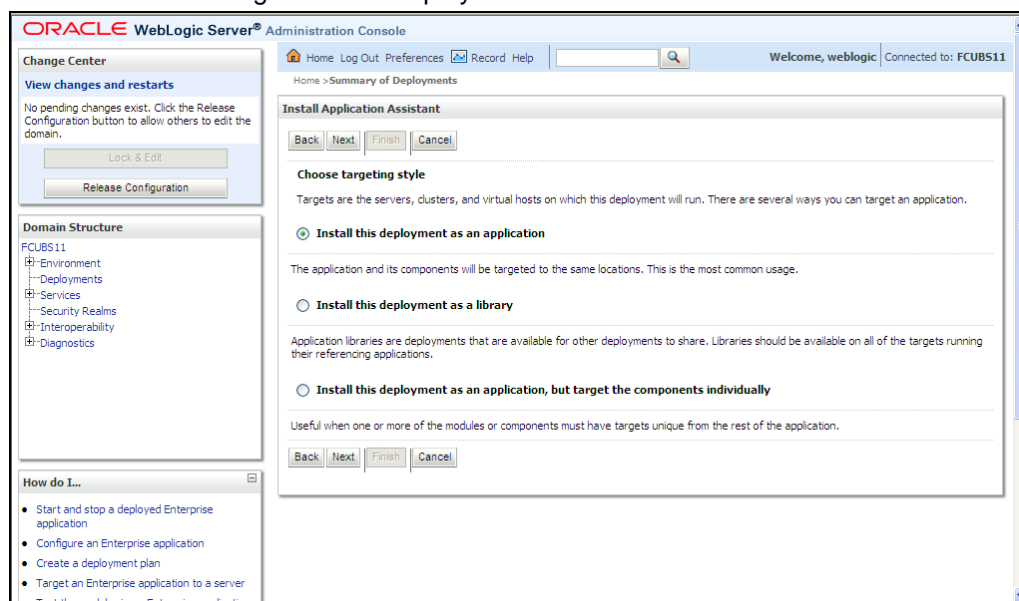 ORACLE WebLogic Server® Administration Console
Change Center
View changes and restarts
No pending changes exist. Click the Release
Configuration button to allow others to edit the
domain.
Lock & Edit
Release Configuration
Domain Structure
FCUBS11
Environment
Deployments
Services
Security Realms
Interoperability
Diagnostics
How do I...
Start and stop a deployed Enterprise
application
Configure an Enterprise application
Create a deployment plan
Target an Enterprise application to a server
Home Log Out Preferences Record Help
Welcome, weblogic Connected to: FCUBS11
Home >Summary of Deployments
Install Application Assistant
Back Next Finish Cancel
Choose targeting style
Targets are the servers, clusters, and virtual hosts on which this deployment will run. There are several ways you can target an application.
Install this deployment as an application
The application and its components will be targeted to the same locations. This is the most common usage.
Install this deployment as a library
Application libraries are deployments that are available for other deployments to share. Libraries should be available on all of the targets running
their referencing applications.
Install this deployment as an application, but target the components individually
Useful when one or more of the modules or components must have targets unique from the rest of the application.
Back Next Finish Cancel